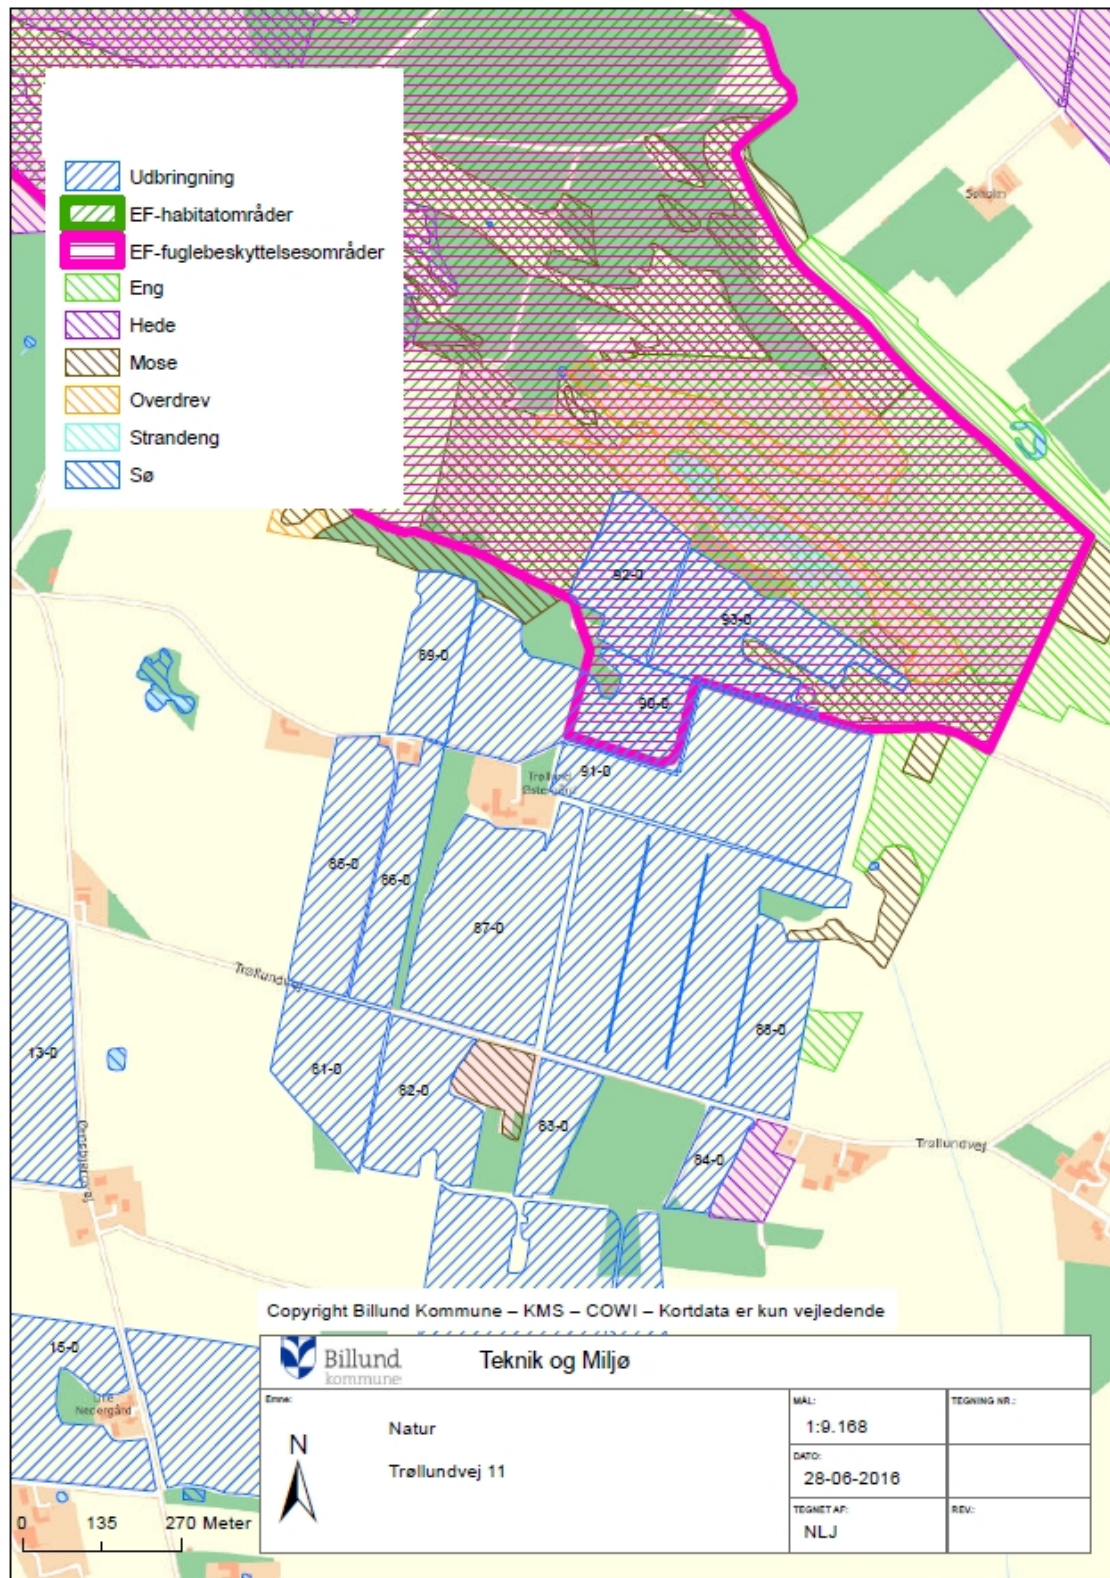 Udbringning
EF-habitatområder
EF-fuglebeskyttelsesområder
Eng
Hede
Mose
Overdrev
Strandeng
Sø
92-0
93-0
89-0
90-0
91-0
Trøllund
85-0
86-0
87-0
Trøllundvej
88-0
13-0
81-0
82-0
83-0
84-0
Trøllundvej
15-0
Nedergård
Copyright Billund Kommune – KMS – COWI – Kortdata er kun vejledende
Billund
kommune
Teknik og Miljø
Emne:
Natur
Trøllundvej 11
N
MÅL:
1:9.168
TEGNING NR.:
DATO:
28-06-2016
TEGNET AF:
NLJ
REV.:
0 135 270 Meter